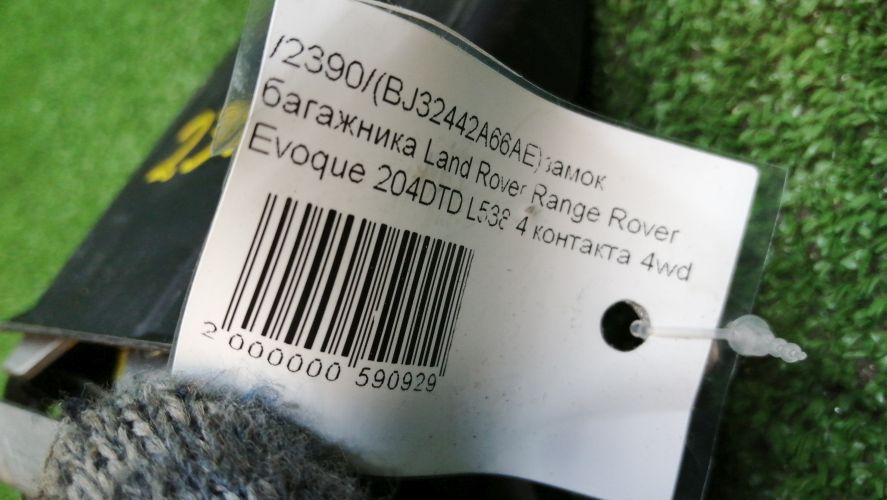 /2390/(BJ32442A66AE)замок
багажника Land Rover Range Rover
Evoque 204DTD L538 4 контакта 4wd
2 000000 590929